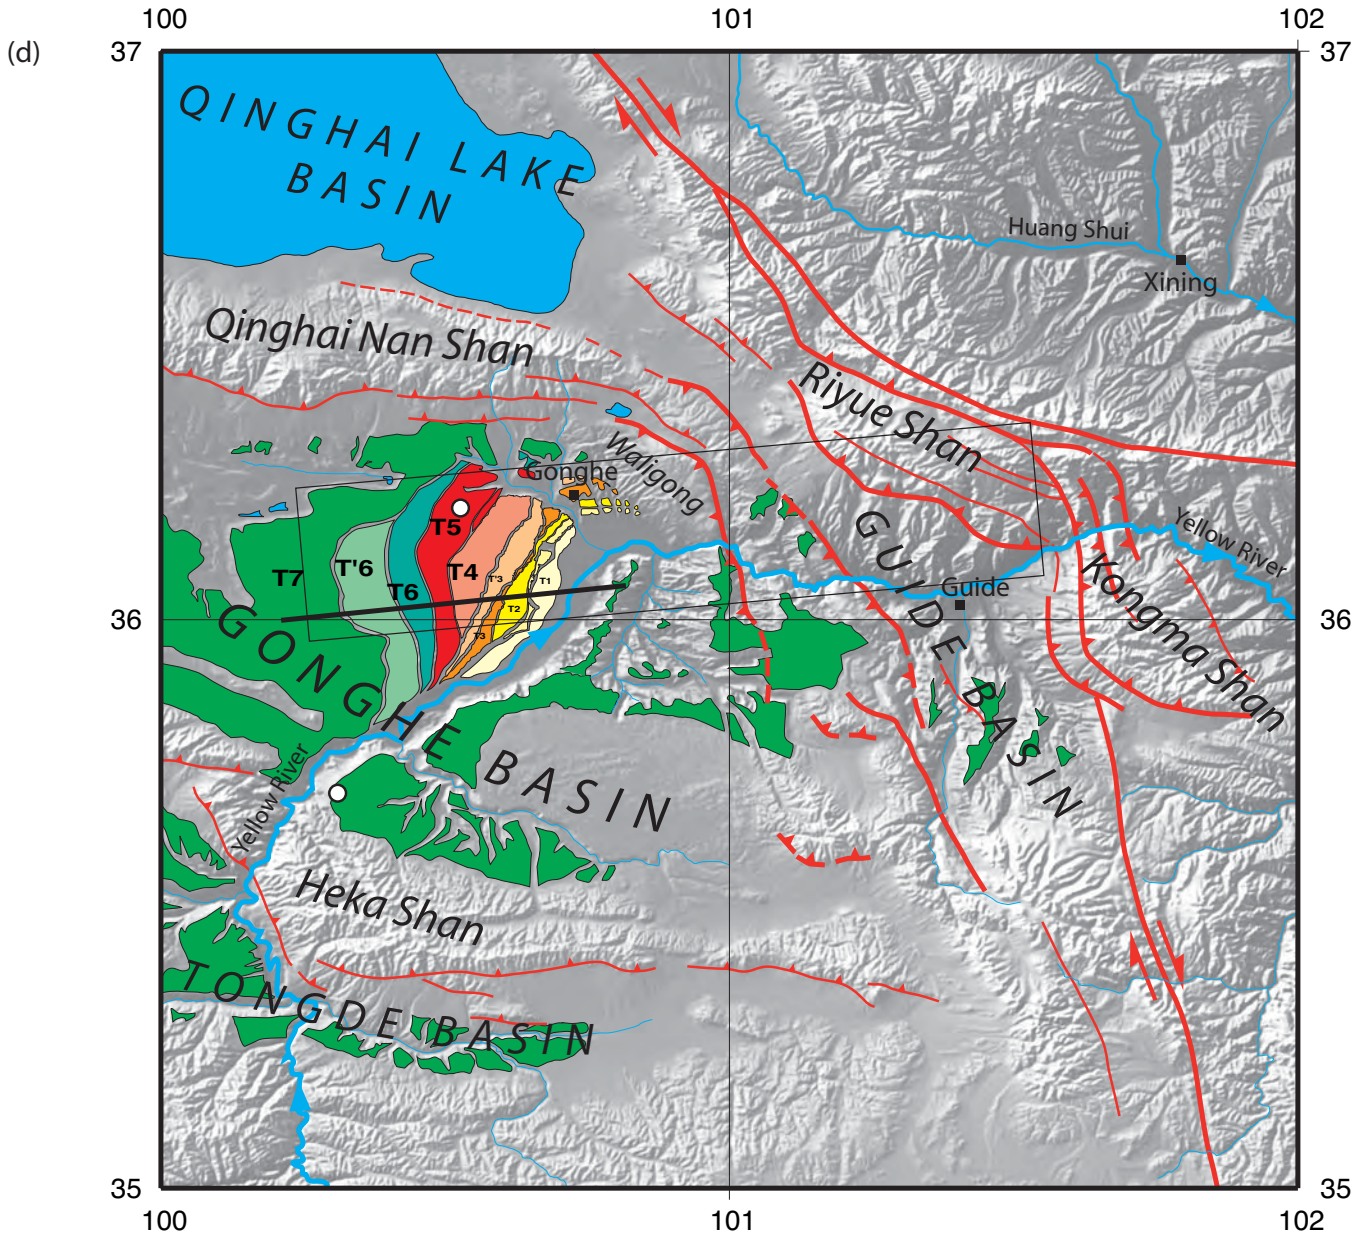 100 101 102
(d) 37 37
QINGHAI LAKE
BASIN
Huang Shui
Xining
Qinghai Nan Shan
Riyue Shan
Waligong
Gonghe
T5
Yellow River
T7 T'6 T6 T4 T'3 T1
T2
T3
Guide
36 36
GUIDE BASIN
Kongma Shan
GONGHE BASIN
Yellow River
Heka Shan
TONGDE BASIN
35 35
100 101 102